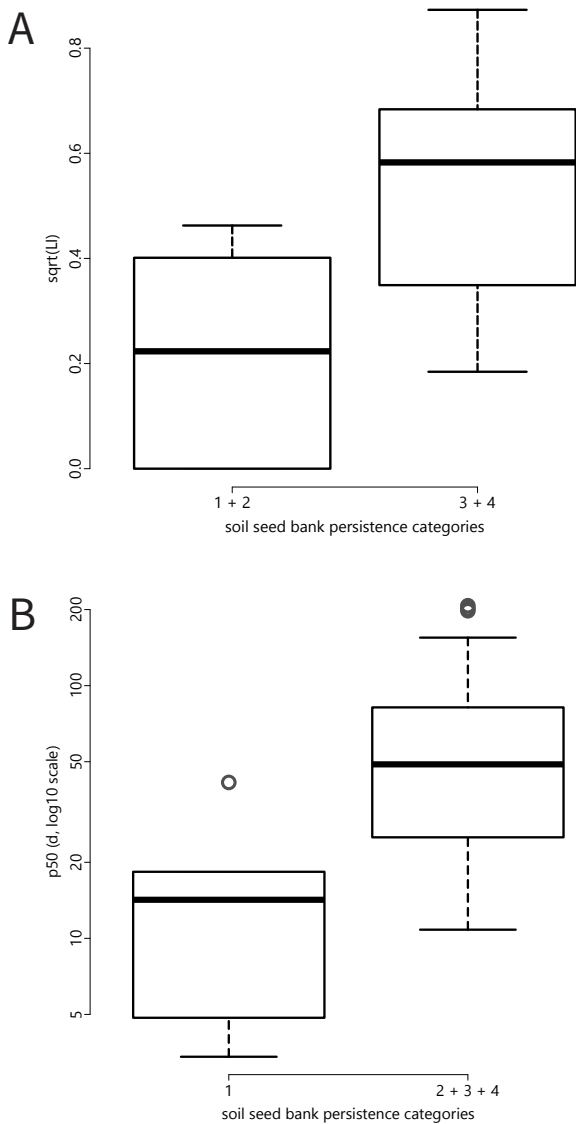 A
0.8
0.6
0.4
0.2
0.0
sqrt(LI)
1 + 2
3 + 4
soil seed bank persistence categories
B
200
100
50
20
10
5
p50 (d, log10 scale)
1
2 + 3 + 4
soil seed bank persistence categories